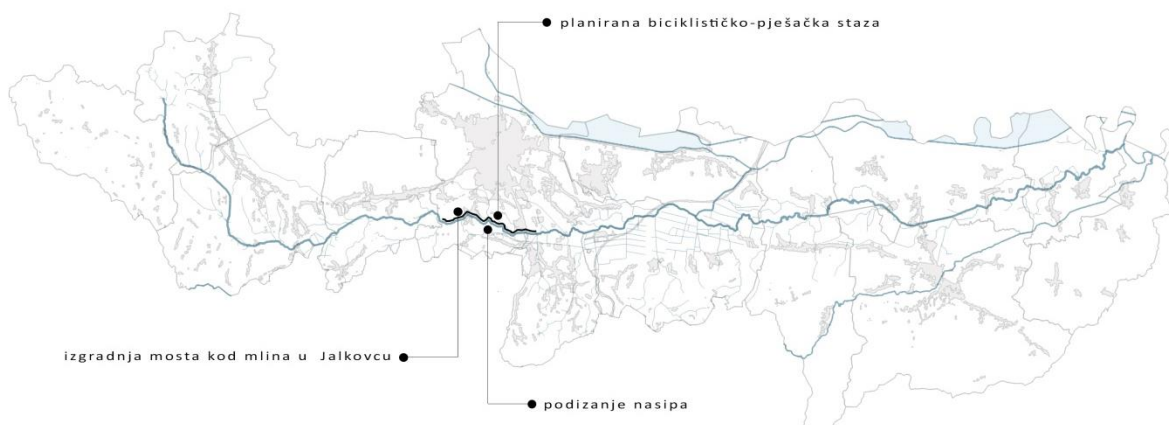 planirana biciklističko-pješačka staza
izgradnja mosta kod mlina u Jalkovcu
podizanje nasipa